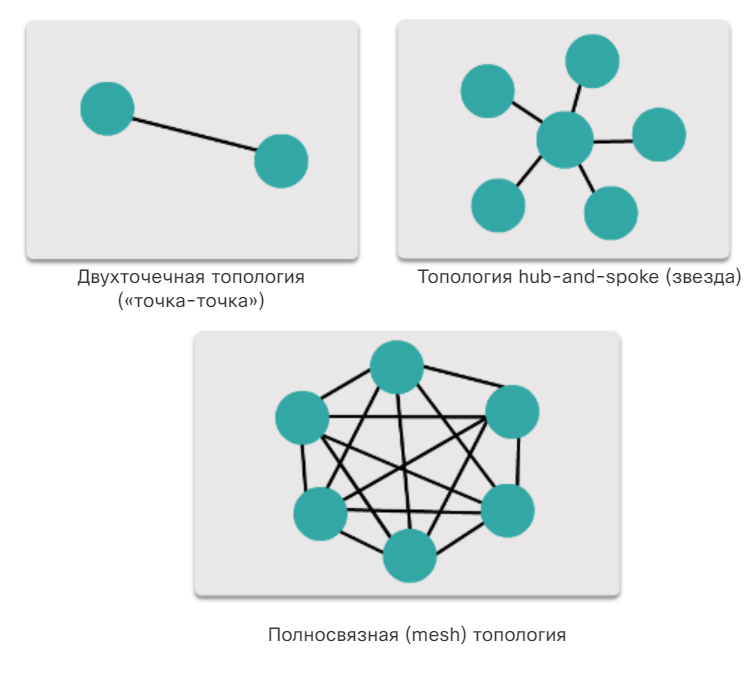 Двухточечная топология
(«точка-точка»)
Топология hub-and-spoke (звезда)
Полносвязная (mesh) топология